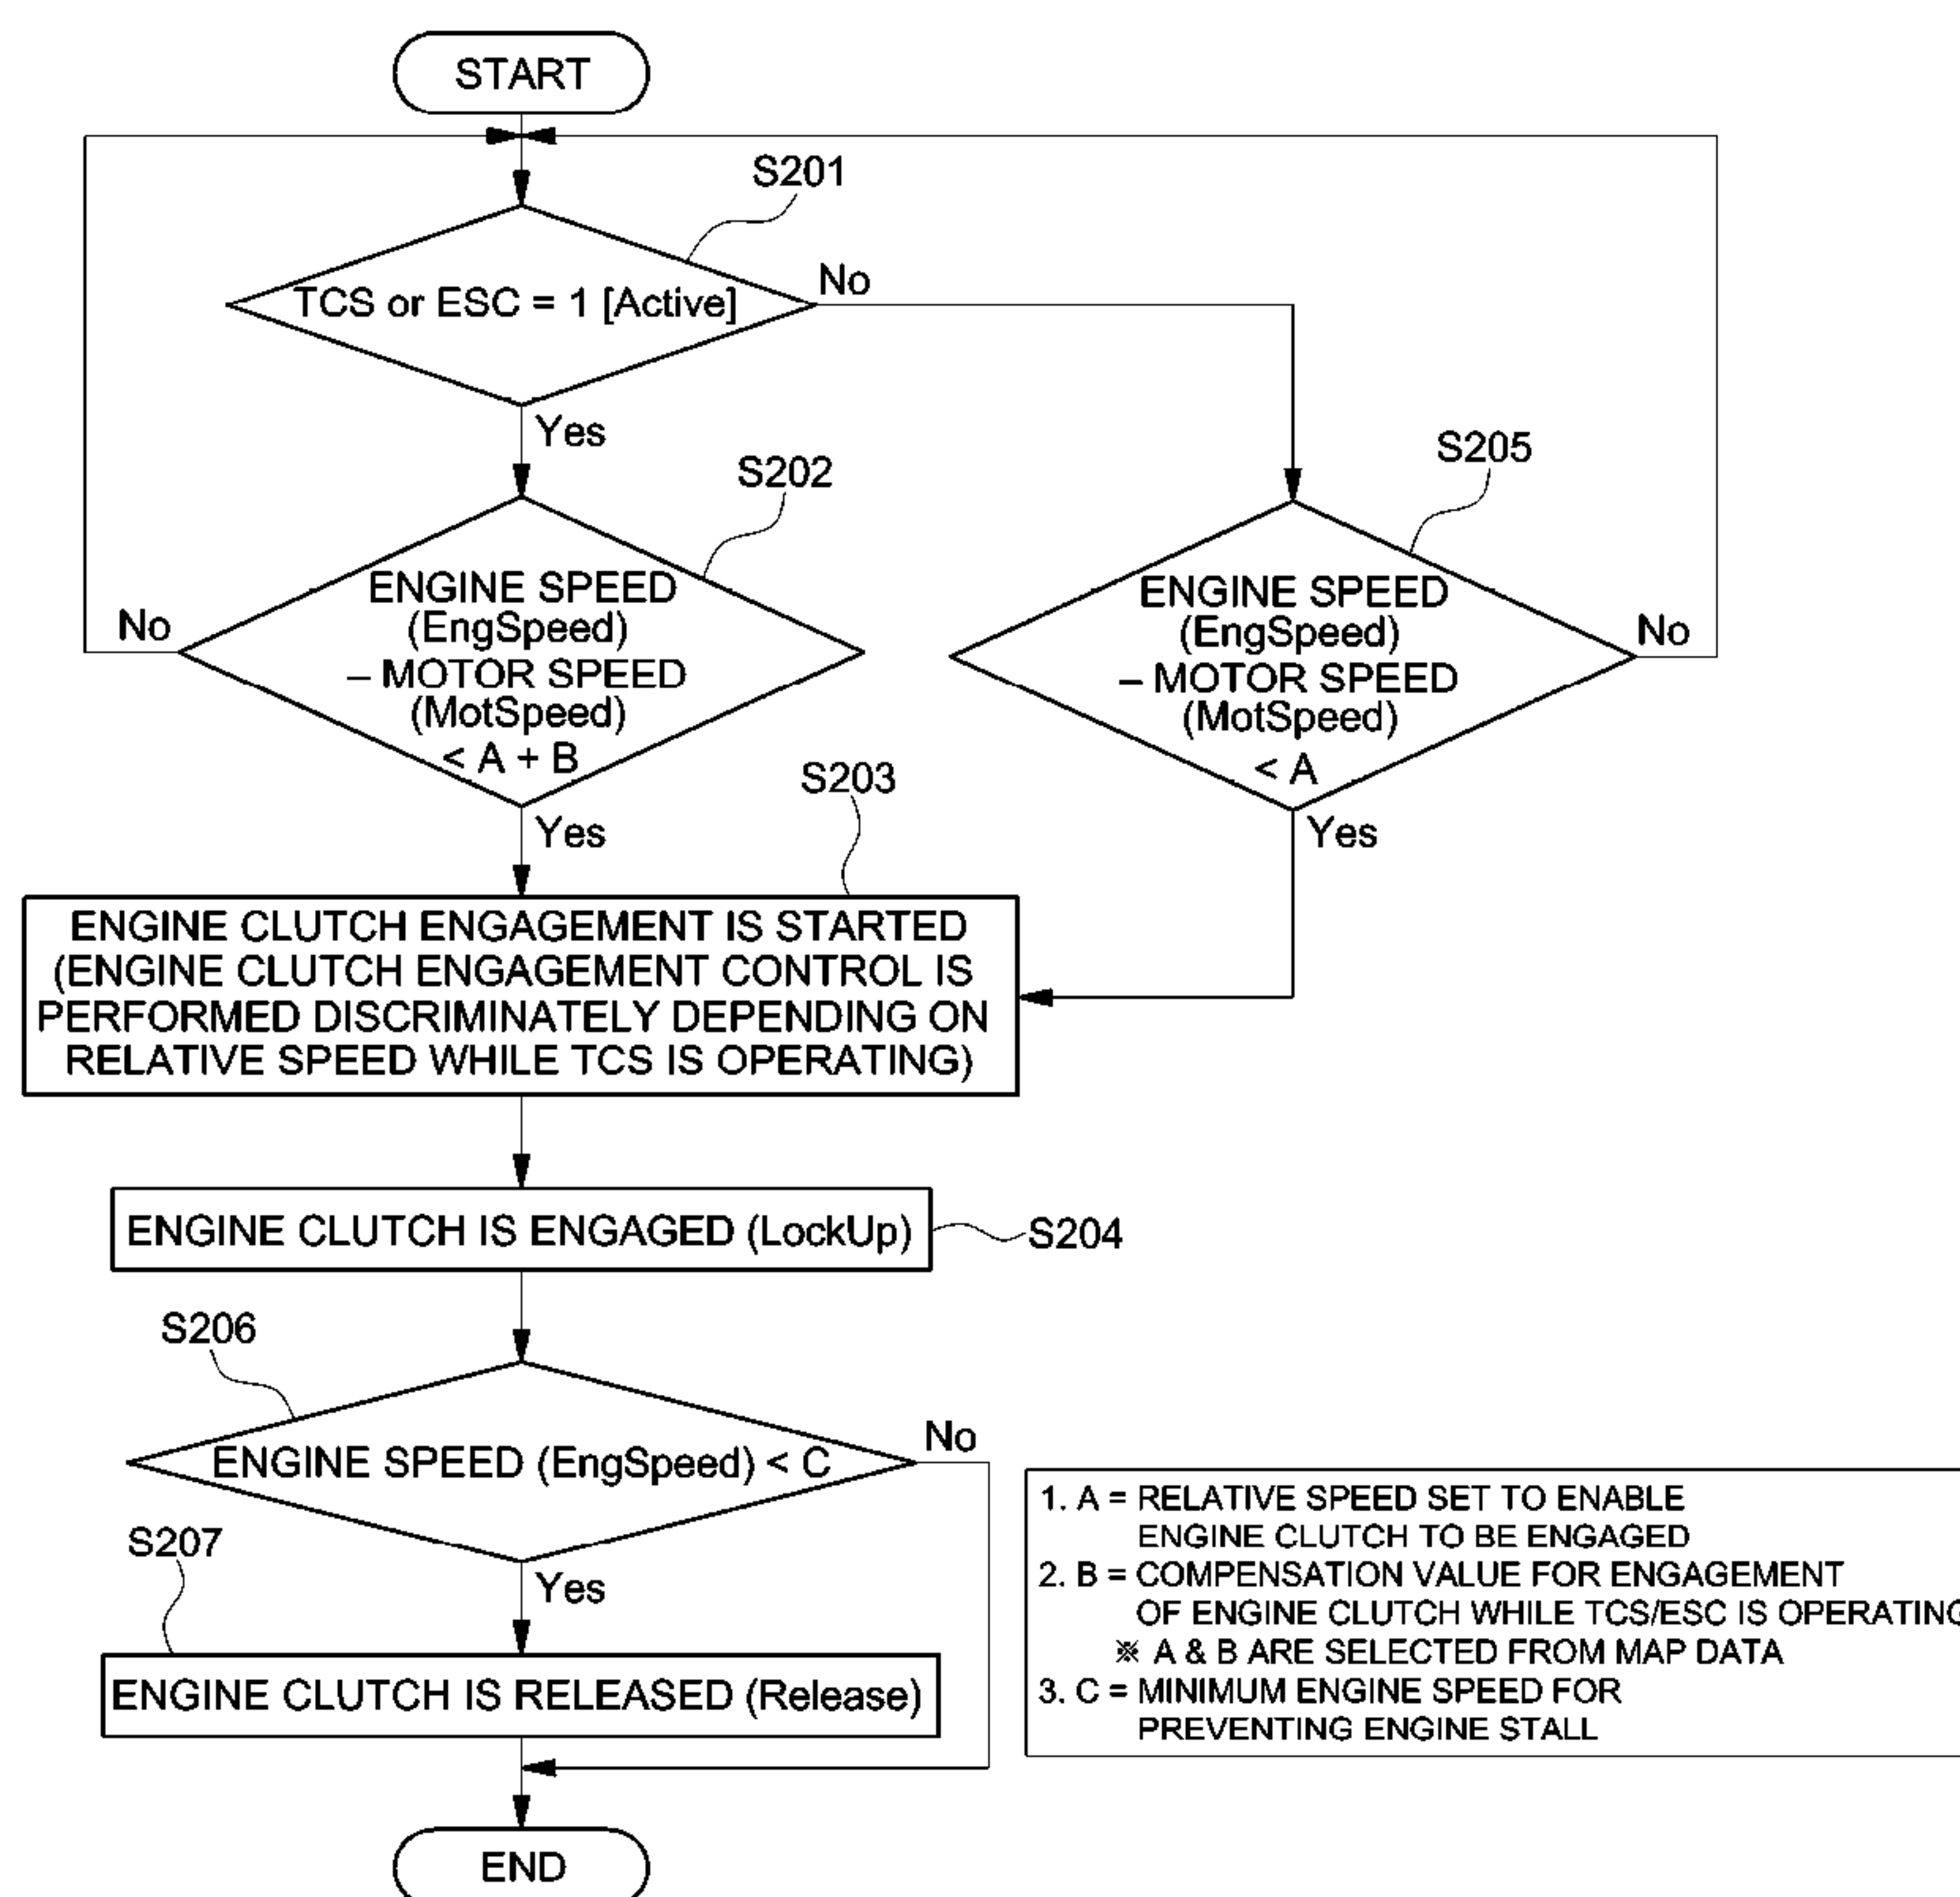 START
S201
TCS or ESC = 1 [Active]
No
Yes
S202
S205
ENGINE SPEED
(EngSpeed)
– MOTOR SPEED
(MotSpeed)
< A + B
No
ENGINE SPEED
(EngSpeed)
– MOTOR SPEED
(MotSpeed)
< A
No
S203
Yes
Yes
ENGINE CLUTCH ENGAGEMENT IS STARTED
(ENGINE CLUTCH ENGAGEMENT CONTROL IS
PERFORMED DISCRIMINATELY DEPENDING ON
RELATIVE SPEED WHILE TCS IS OPERATING)
ENGINE CLUTCH IS ENGAGED (LockUp)
S204
S206
ENGINE SPEED (EngSpeed) < C
No
Yes
S207
ENGINE CLUTCH IS RELEASED (Release)
END
1. A = RELATIVE SPEED SET TO ENABLE
ENGINE CLUTCH TO BE ENGAGED
2. B = COMPENSATION VALUE FOR ENGAGEMENT
OF ENGINE CLUTCH WHILE TCS/ESC IS OPERATING
※ A & B ARE SELECTED FROM MAP DATA
3. C = MINIMUM ENGINE SPEED FOR
PREVENTING ENGINE STALL